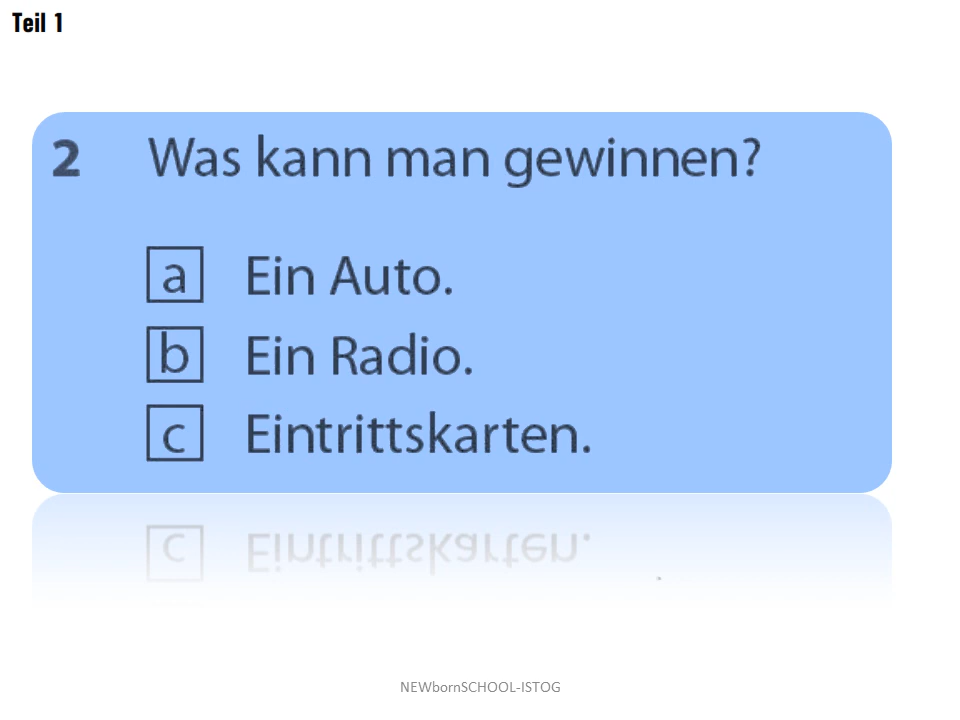 Teil 1
2 Was kann man gewinnen?
a Ein Auto.
b Ein Radio.
c Eintrittskarten.
NEWbornSCHOOL-ISTOG